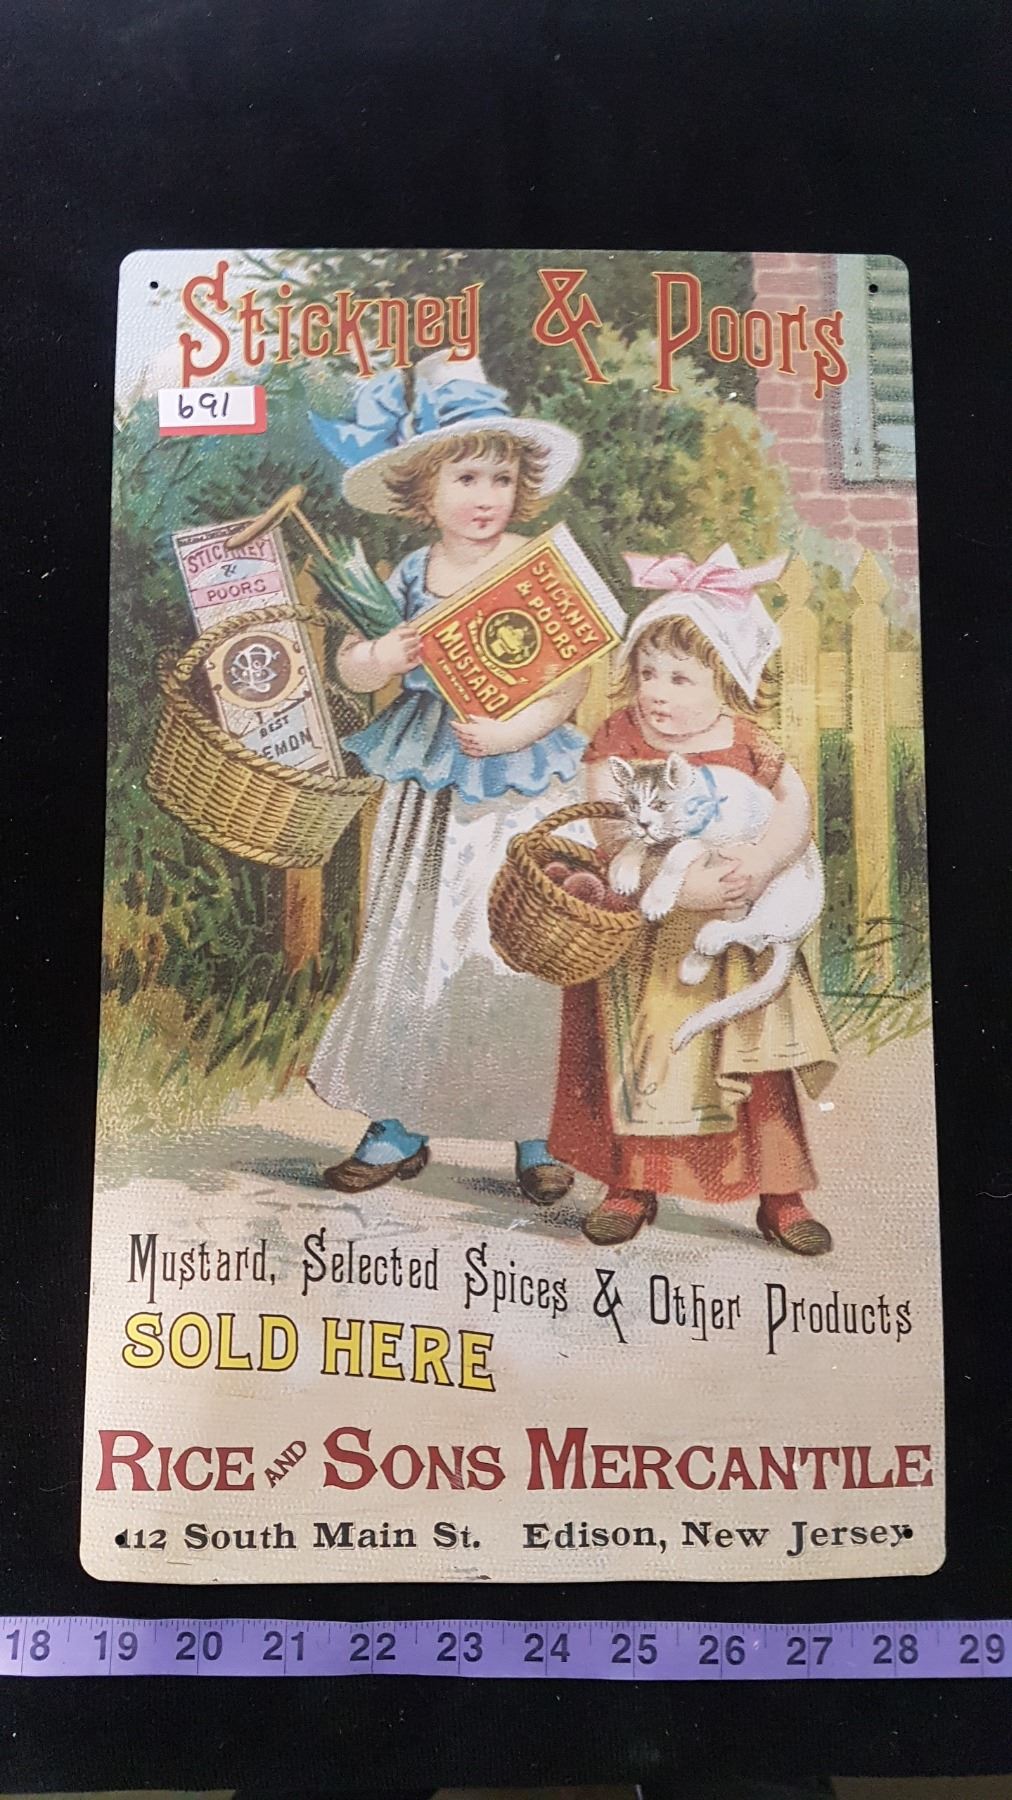 Stickney & Poors
691
STICKNEY
&
POORS
BEST
LEMON
STICKNEY
& POORS
MUSTARD
Mustard, Selected Spices & Other Products
SOLD HERE
RICE AND SONS MERCANTILE
112 South Main St. Edison, New Jersey
18 19 20 21 22 23 24 25 26 27 28 29